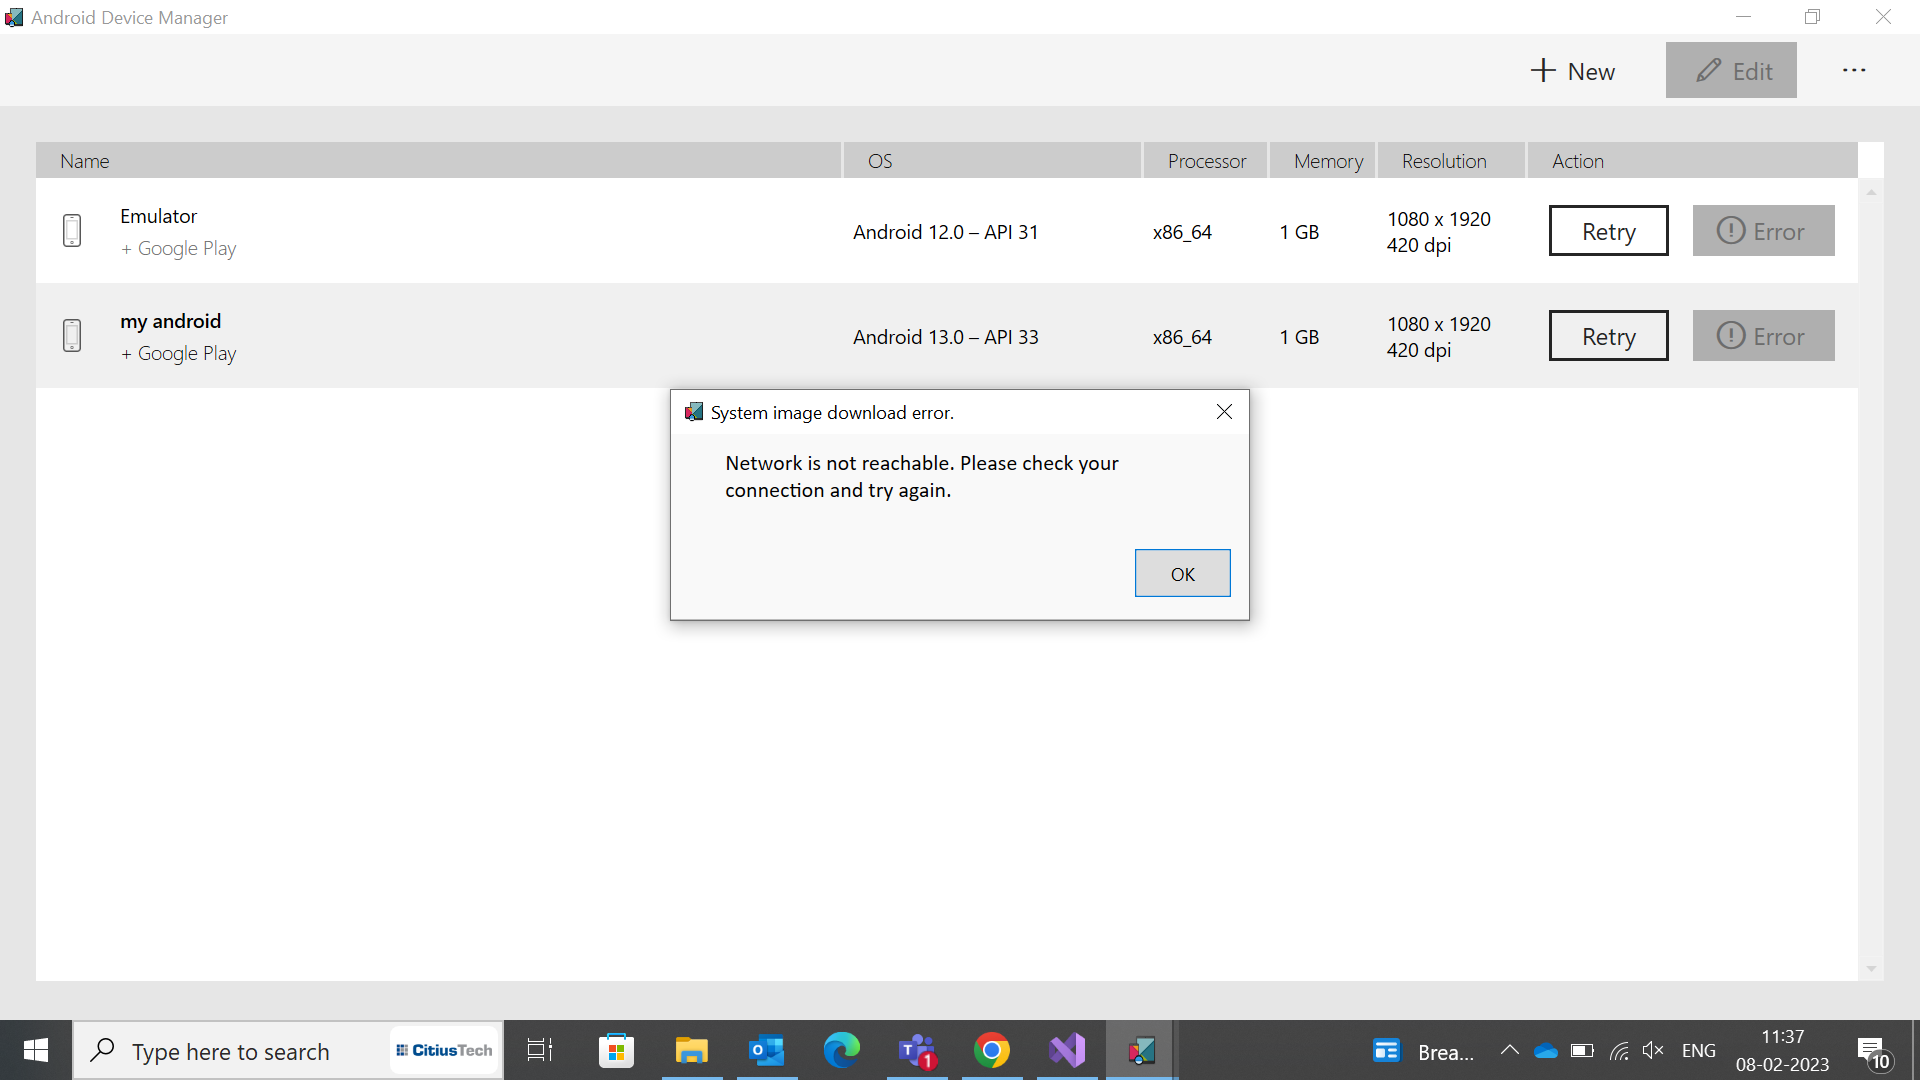 Android Device Manager
New
Edit
...
Name OS Processor Memory Resolution Action
Emulator
+ Google Play
Android 12.0 – API 31
x86_64
1 GB
1080 x 1920
420 dpi
Retry
Error
my android
+ Google Play
Android 13.0 – API 33
x86_64
1 GB
1080 x 1920
420 dpi
Retry
Error
System image download error.
Network is not reachable. Please check your
connection and try again.
OK
Type here to search
CitiusTech
1
Brea...
ENG
11:37
08-02-2023
10